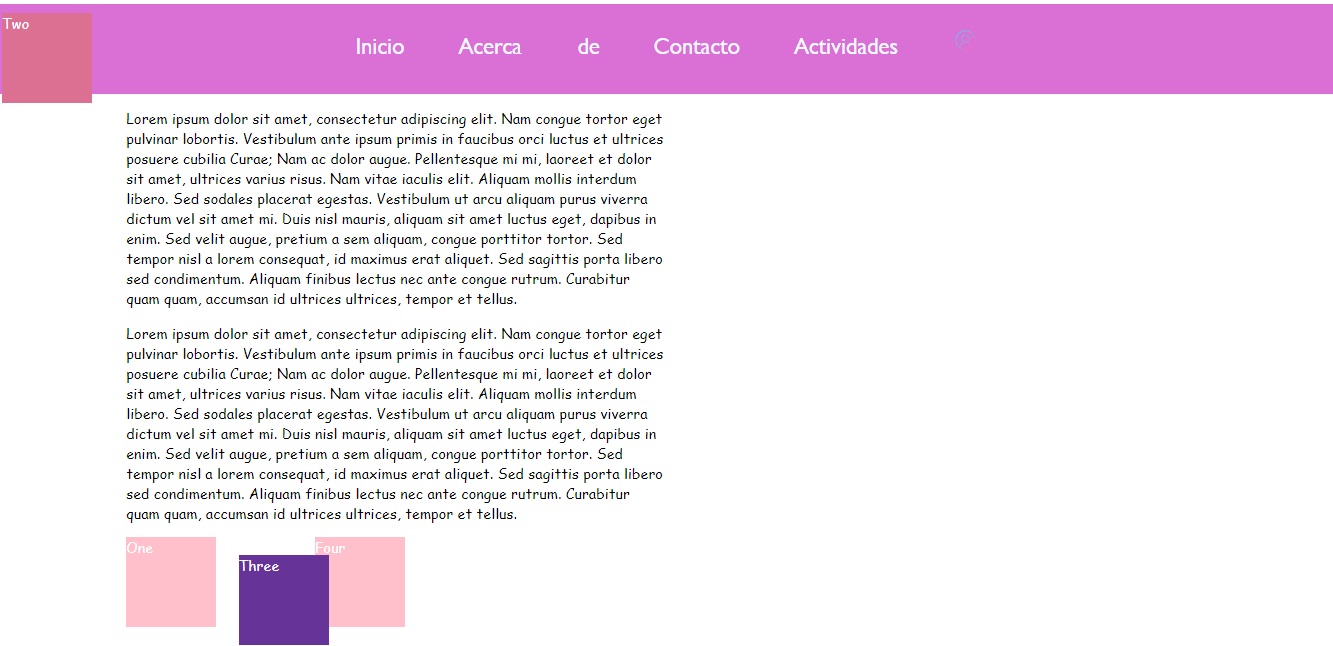 Two
Inicio Acerca de Contacto Actividades
Lorem ipsum dolor sit amet, consectetur adipiscing elit. Nam congue tortor eget
pulvinar lobortis. Vestibulum ante ipsum primis in faucibus orci luctus et ultrices
posuere cubilia Curae; Nam ac dolor augue. Pellentesque mi mi, laoreet et dolor
sit amet, ultrices varius risus. Nam vitae iaculis elit. Aliquam mollis interdum
libero. Sed sodales placerat egestas. Vestibulum ut arcu aliquam purus viverra
dictum vel sit amet mi. Duis nisl mauris, aliquam sit amet luctus eget, dapibus in
enim. Sed velit augue, pretium a sem aliquam, congue porttitor tortor. Sed
tempor nisl a lorem consequat, id maximus erat aliquet. Sed sagittis porta libero
sed condimentum. Aliquam finibus lectus nec ante congue rutrum. Curabitur
quam quam, accumsan id ultrices ultrices, tempor et tellus.
Lorem ipsum dolor sit amet, consectetur adipiscing elit. Nam congue tortor eget
pulvinar lobortis. Vestibulum ante ipsum primis in faucibus orci luctus et ultrices
posuere cubilia Curae; Nam ac dolor augue. Pellentesque mi mi, laoreet et dolor
sit amet, ultrices varius risus. Nam vitae iaculis elit. Aliquam mollis interdum
libero. Sed sodales placerat egestas. Vestibulum ut arcu aliquam purus viverra
dictum vel sit amet mi. Duis nisl mauris, aliquam sit amet luctus eget, dapibus in
enim. Sed velit augue, pretium a sem aliquam, congue porttitor tortor. Sed
tempor nisl a lorem consequat, id maximus erat aliquet. Sed sagittis porta libero
sed condimentum. Aliquam finibus lectus nec ante congue rutrum. Curabitur
quam quam, accumsan id ultrices ultrices, tempor et tellus.
One
Four
Three